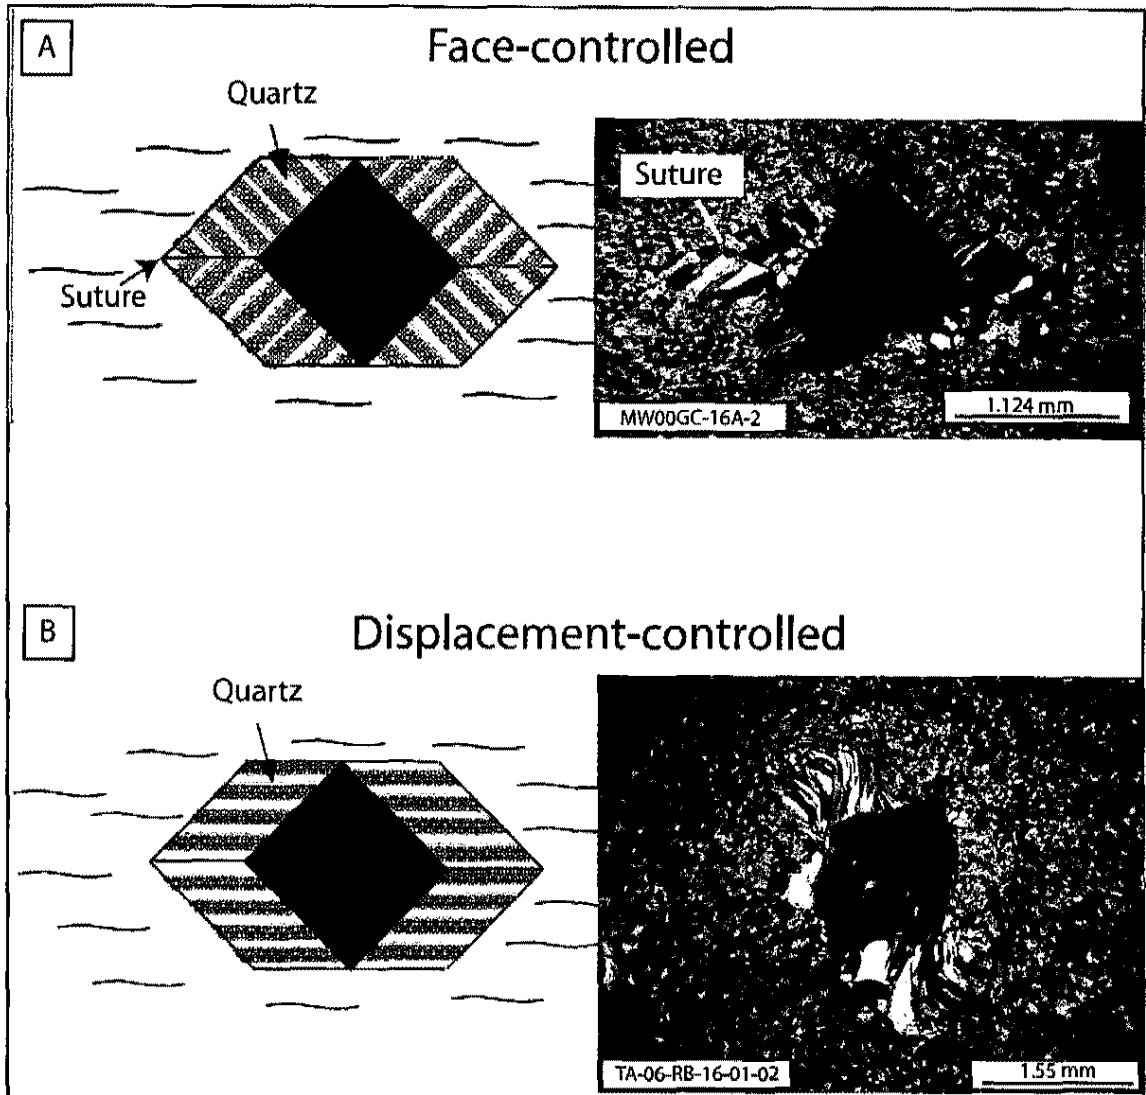 A
Face-controlled
Quartz
Suture
Suture
MW00GC-16A-2
1.124 mm
B
Displacement-controlled
Quartz
TA-06-RB-16-01-02
1.55 mm